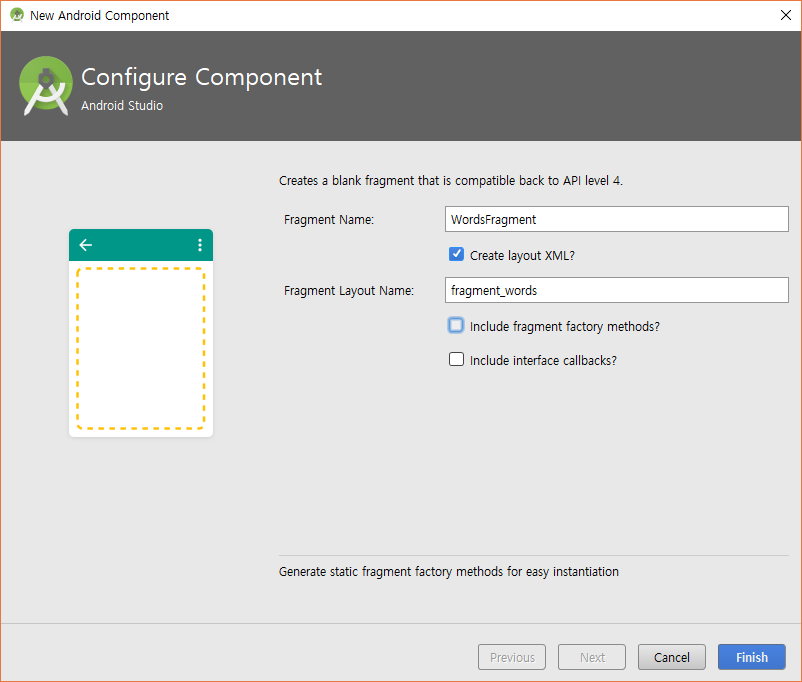 New Android Component
Configure Component
Android Studio
Creates a blank fragment that is compatible back to API level 4.
Fragment Name:
WordsFragment
Create layout XML?
Fragment Layout Name:
fragment_words
Include fragment factory methods?
Include interface callbacks?
Generate static fragment factory methods for easy instantiation
Previous
Next
Cancel
Finish